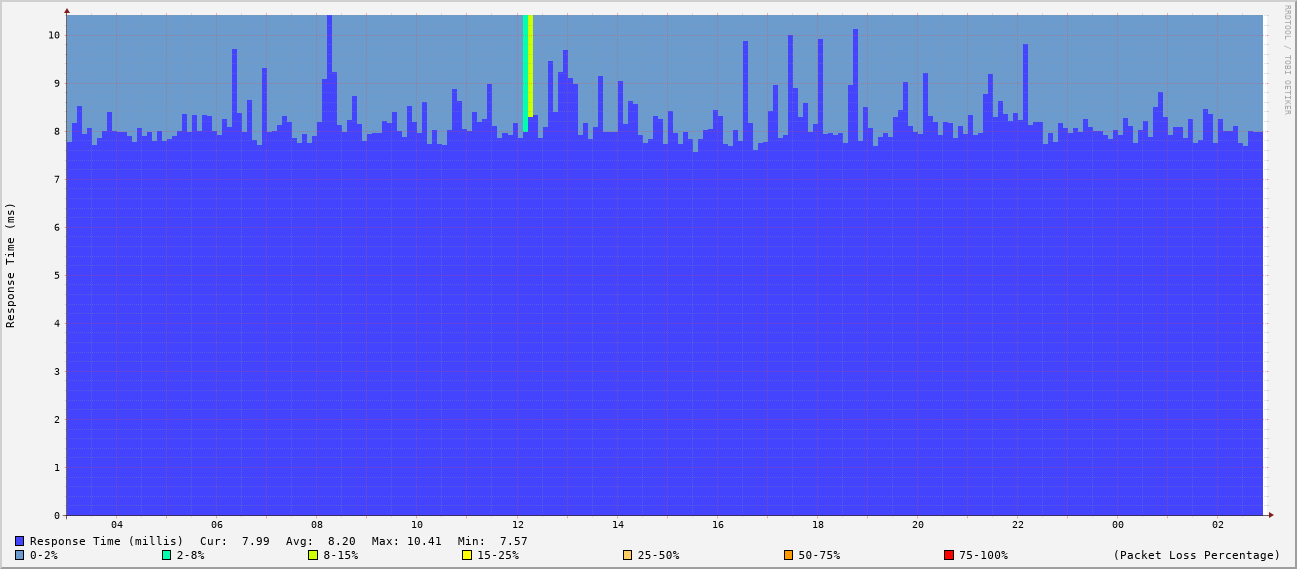 RRDTOOL / TOBI OETIKER
Response Time (ms)
10
9
8
7
6
5
4
3
2
1
0
04 06 08 10 12 14 16 18 20 22 00 02
Response Time (millis) Cur: 7.99 Avg: 8.20 Max: 10.41 Min: 7.57
0-2% 2-8% 8-15% 15-25% 25-50% 50-75% 75-100% (Packet Loss Percentage)